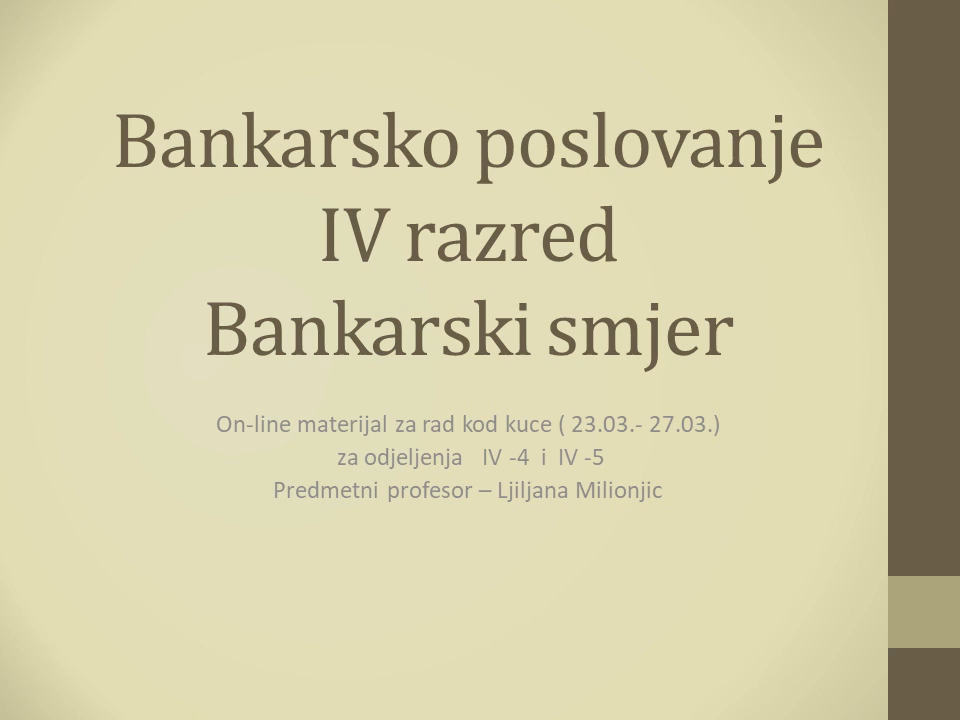 Bankarsko poslovanje
IV razred
Bankarski smjer
On-line materijal za rad kod kuce ( 23.03.- 27.03.)
za odjeljenja IV -4 i IV -5
Predmetni profesor – Ljiljana Milionjic